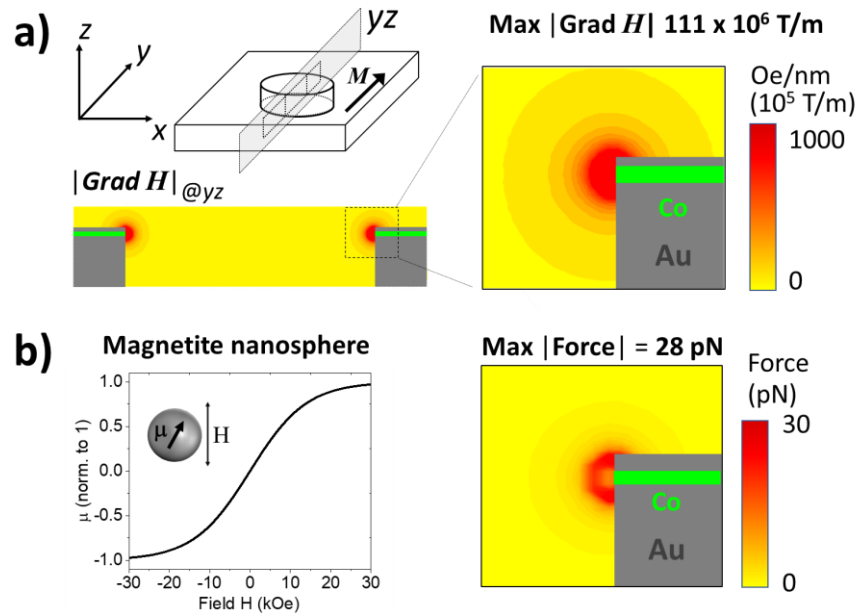 a)
z
y
x
yz
M
|Grad H| @yz
Max |Grad H| 111 x 10⁶ T/m
Oe/nm
(10⁵ T/m)
1000
0
Co
Au
b)
Magnetite nanosphere
μ (norm. to 1)
1.0
0.5
0.0
-0.5
-1.0
μ
H
-30 -20 -10 0 10 20 30
Field H (kOe)
Max |Force| = 28 pN
Force
(pN)
30
0
Co
Au